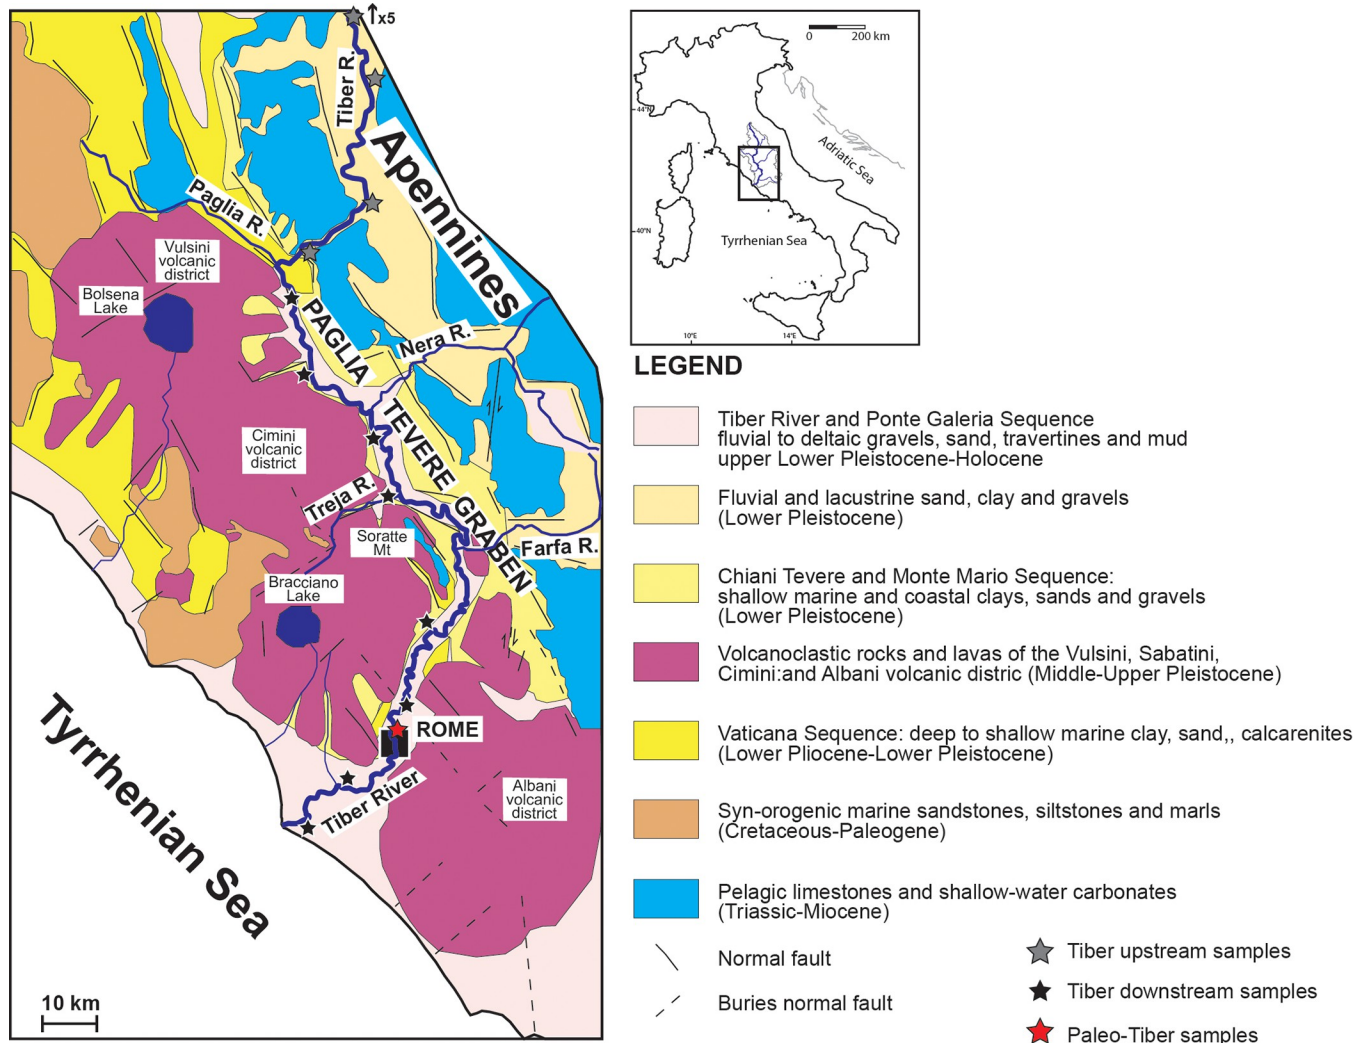 x5
Tiber R.
Apennines
Paglia R.
Vulsini
volcanic
district
Bolsena
Lake
PAGLIA
Nera R.
TEVERE
GRABEN
Cimini
volcanic
district
Treja R.
Soratte
Mt
Farfa R.
Bracciano
Lake
ROME
Tiber River
Albani
volcanic
district
Tyrrhenian Sea
10 km
0
200 km
44°N
Adriatic Sea
40°N
Tyrrhenian Sea
10°E
14°E
LEGEND
Tiber River and Ponte Galeria Sequence
fluvial to deltaic gravels, sand, travertines and mud
upper Lower Pleistocene-Holocene
Fluvial and lacustrine sand, clay and gravels
(Lower Pleistocene)
Chiani Tevere and Monte Mario Sequence:
shallow marine and coastal clays, sands and gravels
(Lower Pleistocene)
Volcanoclastic rocks and lavas of the Vulsini, Sabatini,
Cimini:and Albani volcanic distric (Middle-Upper Pleistocene)
Vaticana Sequence: deep to shallow marine clay, sand,, calcarenites
(Lower Pliocene-Lower Pleistocene)
Syn-orogenic marine sandstones, siltstones and marls
(Cretaceous-Paleogene)
Pelagic limestones and shallow-water carbonates
(Triassic-Miocene)
Normal fault
Buries normal fault
Tiber upstream samples
Tiber downstream samples
Paleo-Tiber samples